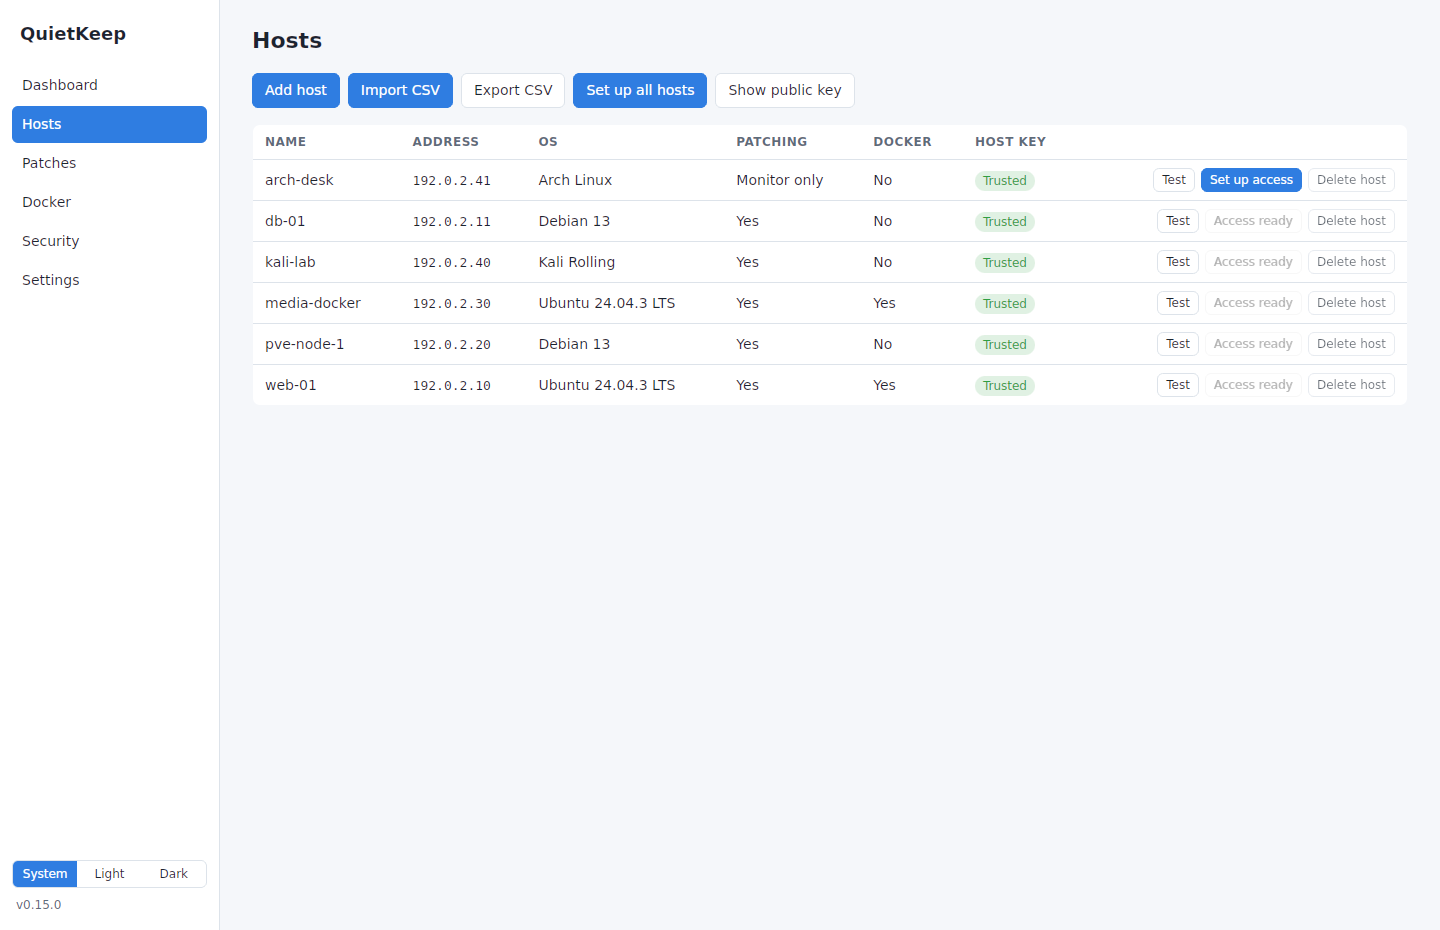 QuietKeep
Dashboard
Hosts
Patches
Docker
Security
Settings
System Light Dark
v0.15.0
Hosts
Add host Import CSV Export CSV Set up all hosts Show public key
NAME ADDRESS OS PATCHING DOCKER HOST KEY
arch-desk 192.0.2.41 Arch Linux Monitor only No Trusted Test Set up access Delete host
db-01 192.0.2.11 Debian 13 Yes No Trusted Test Access ready Delete host
kali-lab 192.0.2.40 Kali Rolling Yes No Trusted Test Access ready Delete host
media-docker 192.0.2.30 Ubuntu 24.04.3 LTS Yes Yes Trusted Test Access ready Delete host
pve-node-1 192.0.2.20 Debian 13 Yes No Trusted Test Access ready Delete host
web-01 192.0.2.10 Ubuntu 24.04.3 LTS Yes Yes Trusted Test Access ready Delete host